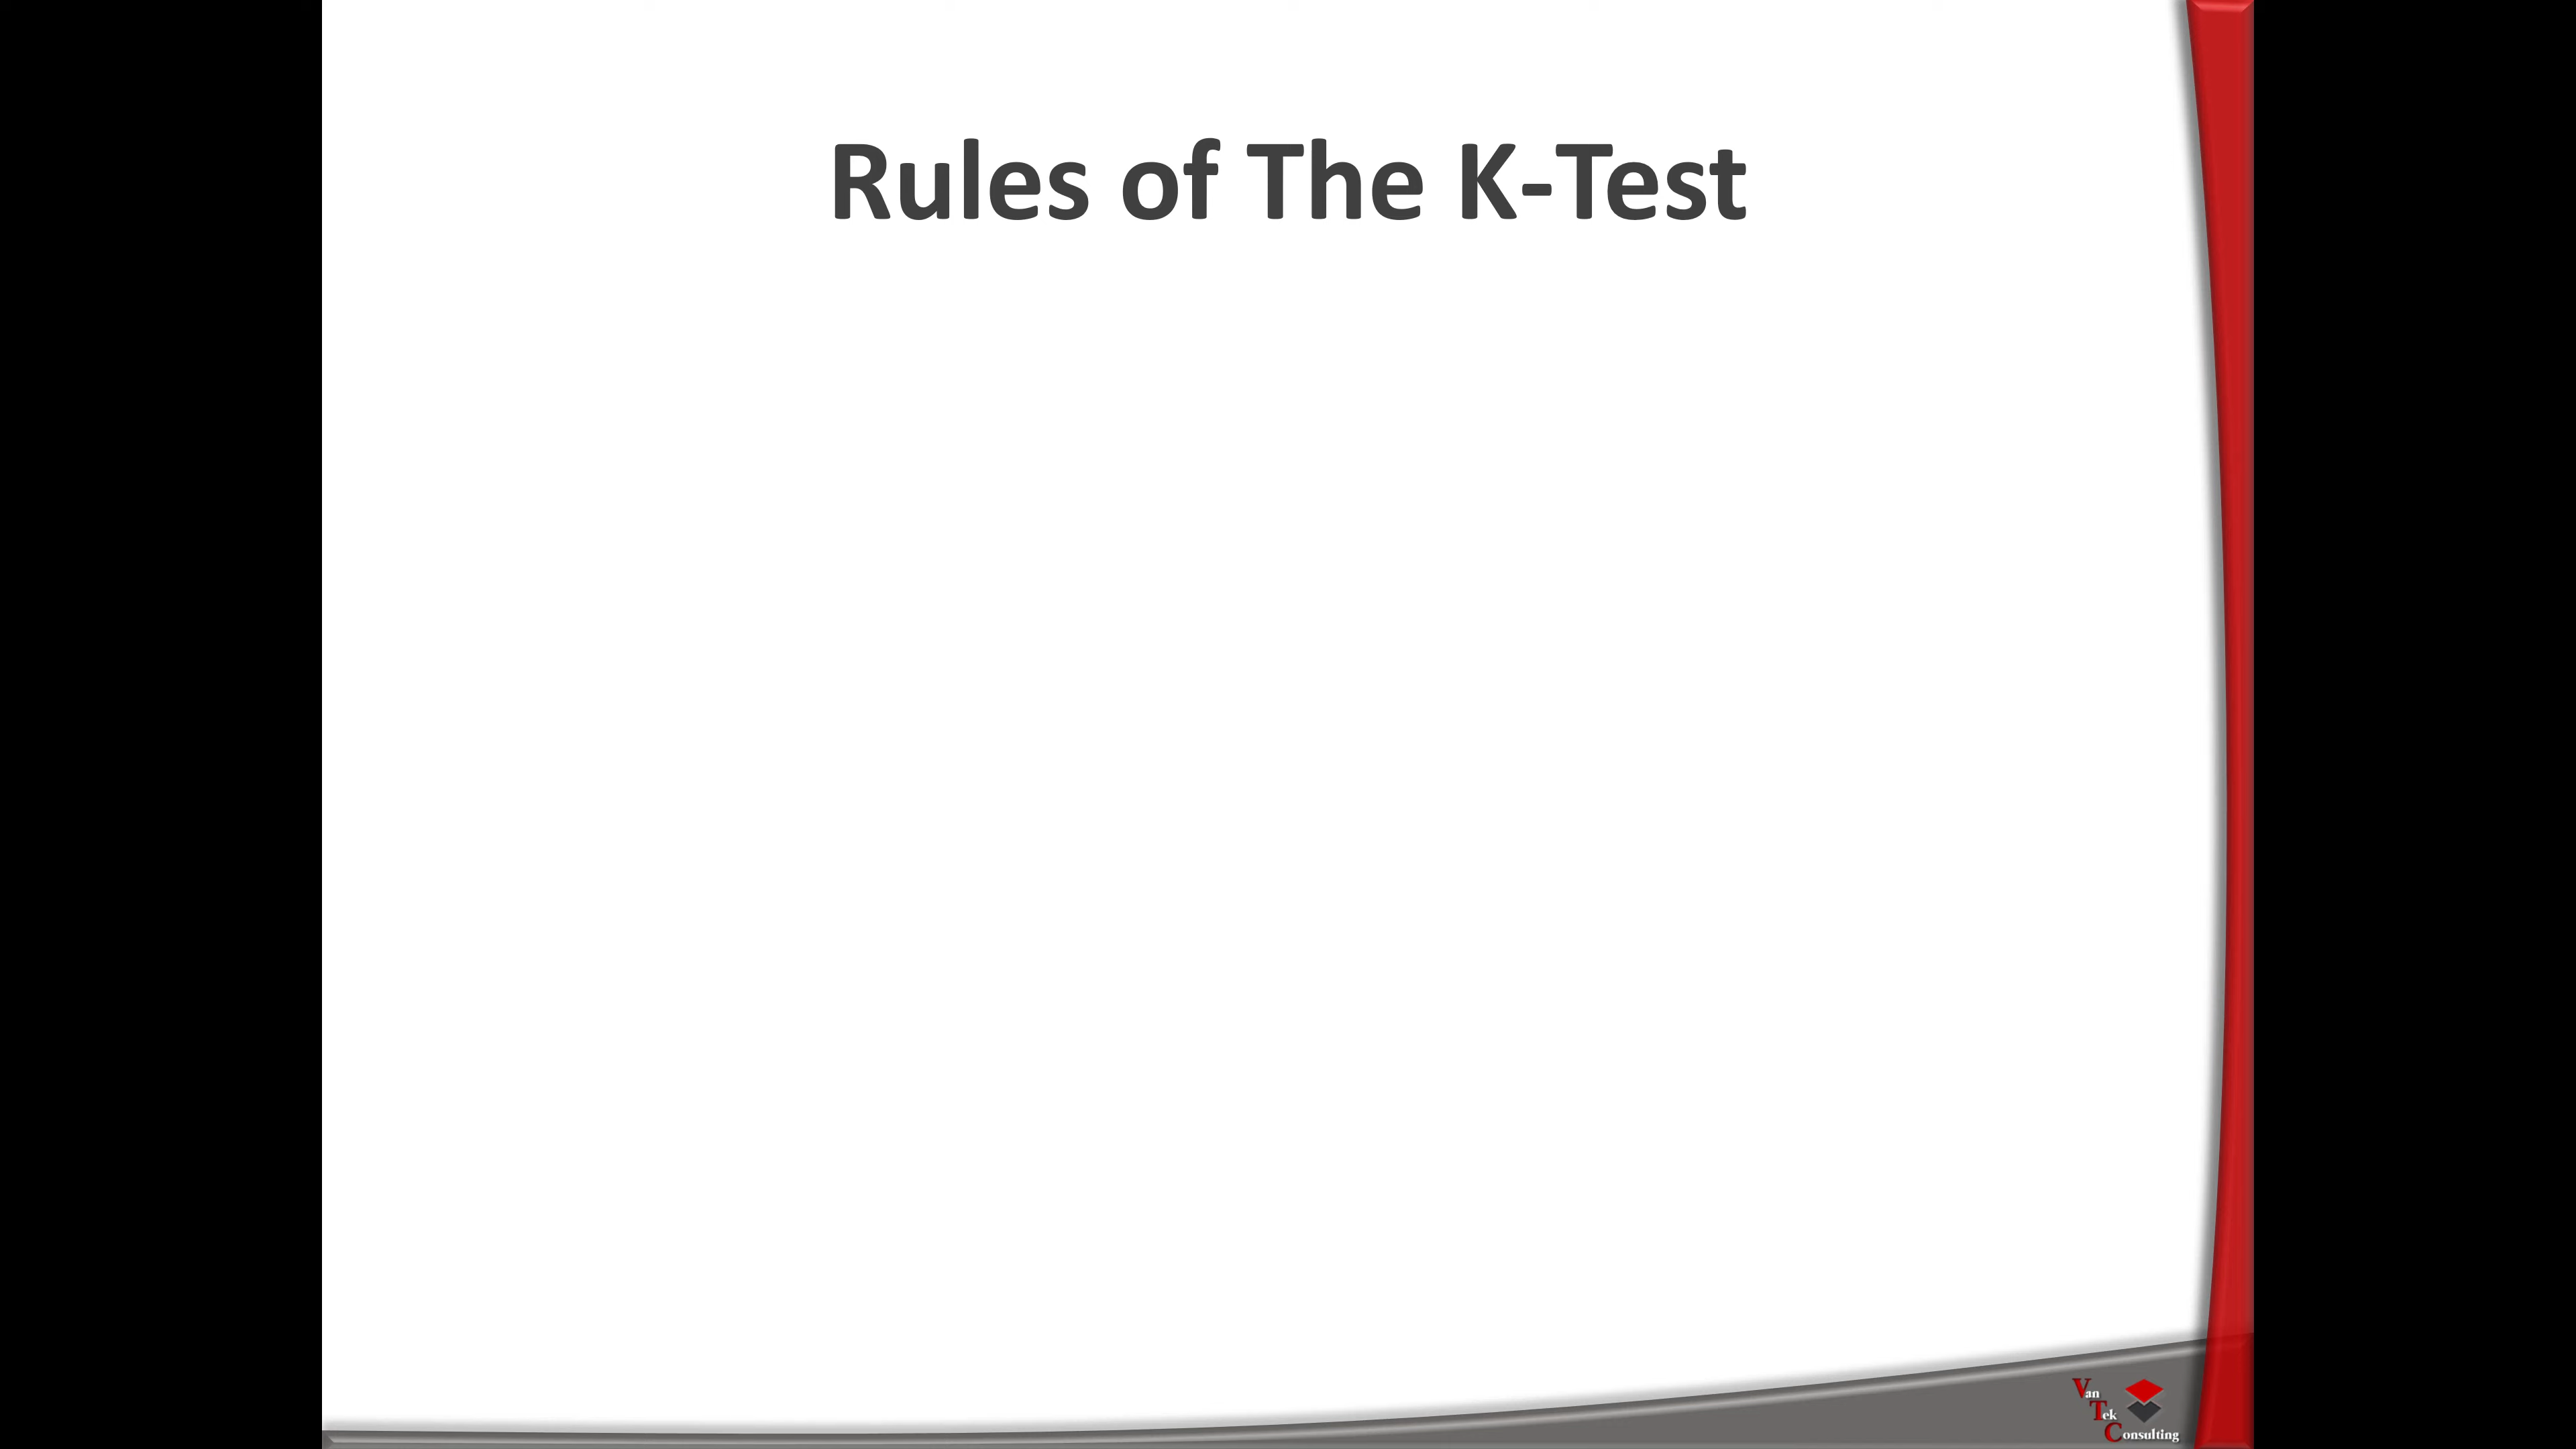 Rules of The K-Test
Van
Tek
Consulting